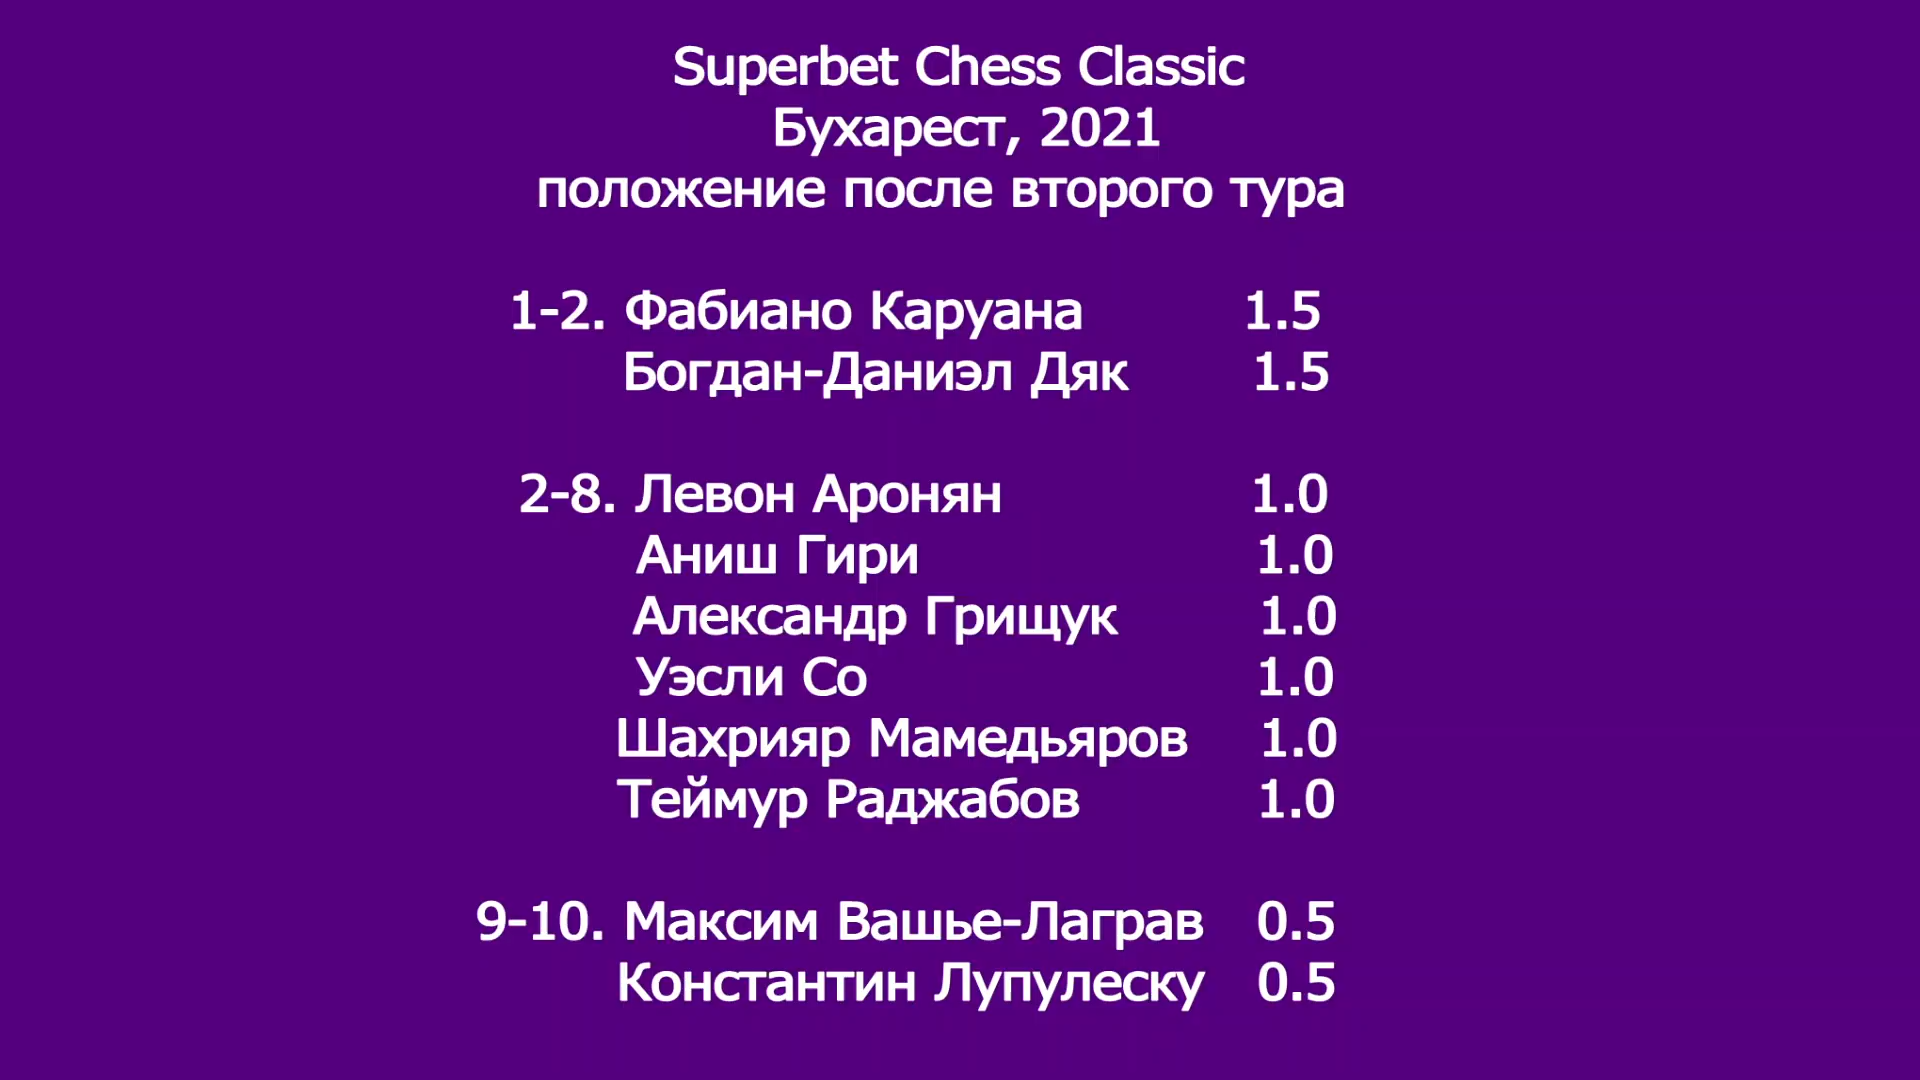 Superbet Chess Classic
Бухарест, 2021
положение после второго тура
1-2. Фабиано Каруана 1.5
Богдан-Даниэл Дяк 1.5
2-8. Левон Аронян 1.0
Аниш Гири 1.0
Александр Грищук 1.0
Уэсли Со 1.0
Шахрияр Мамедьяров 1.0
Теймур Раджабов 1.0
9-10. Максим Вашье-Лаграв 0.5
Константин Лупулеску 0.5